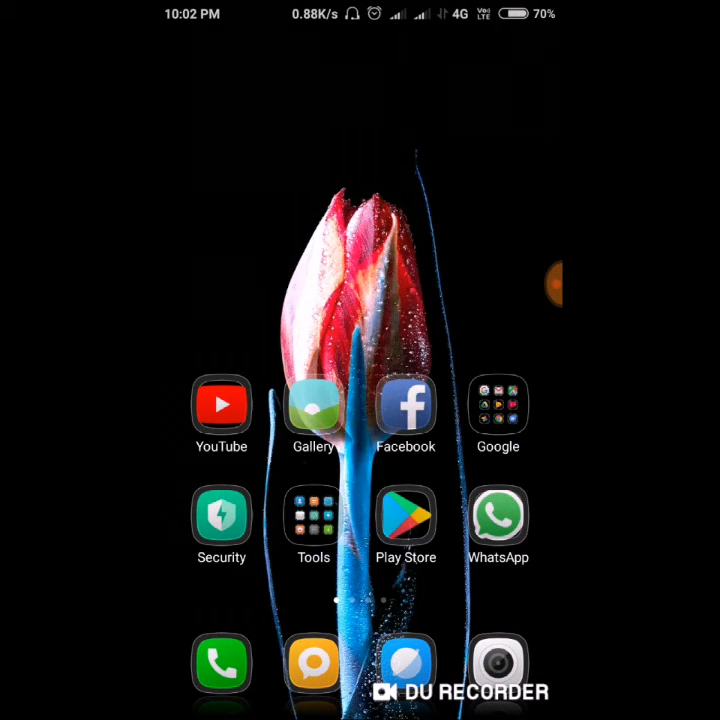 10:02 PM 0.88K/s 4G Vo) LTE 70%
YouTube Gallery Facebook Google
Security Tools Play Store WhatsApp
DU RECORDER